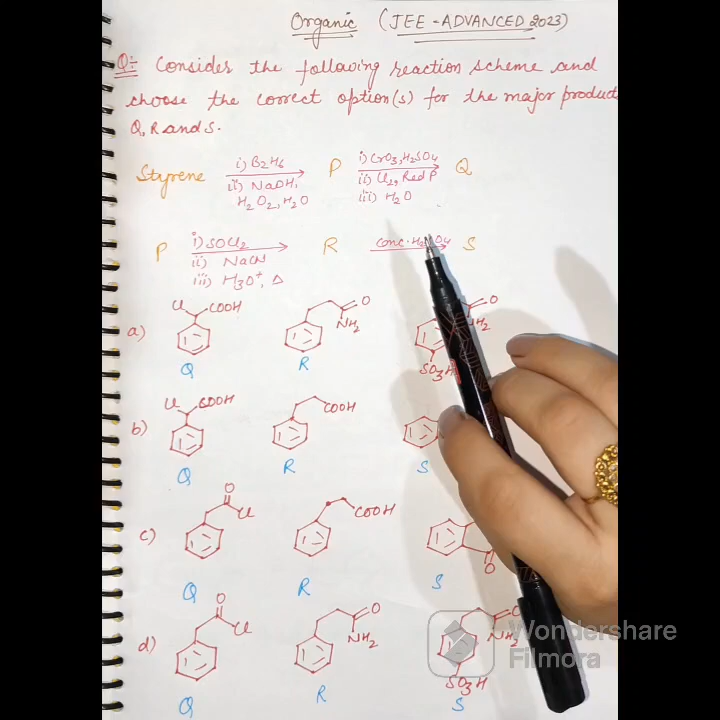 Organic (JEE-ADVANCED 2023)
Q:- Consider the following reaction scheme and
choose the correct option(s) for the major product
Q, R and S.
Styrene i) B2H6 P i) CrO3, H2SO4 Q
ii) NaOH, ii) Cl2, Red P
H2O2, H2O iii) H2O
P i) SOCl2 R conc. H2SO4 S
ii) NaCN
iii) H3O+, Δ
a) Cl COOH O NH2 O NH2
SO3H
Q R
b) Cl COOH COOH
Q R S
c) O Cl COOH O
Q R S
d) O Cl O NH2 O NH2
SO3H
Q R S
Wondershare
Filmora